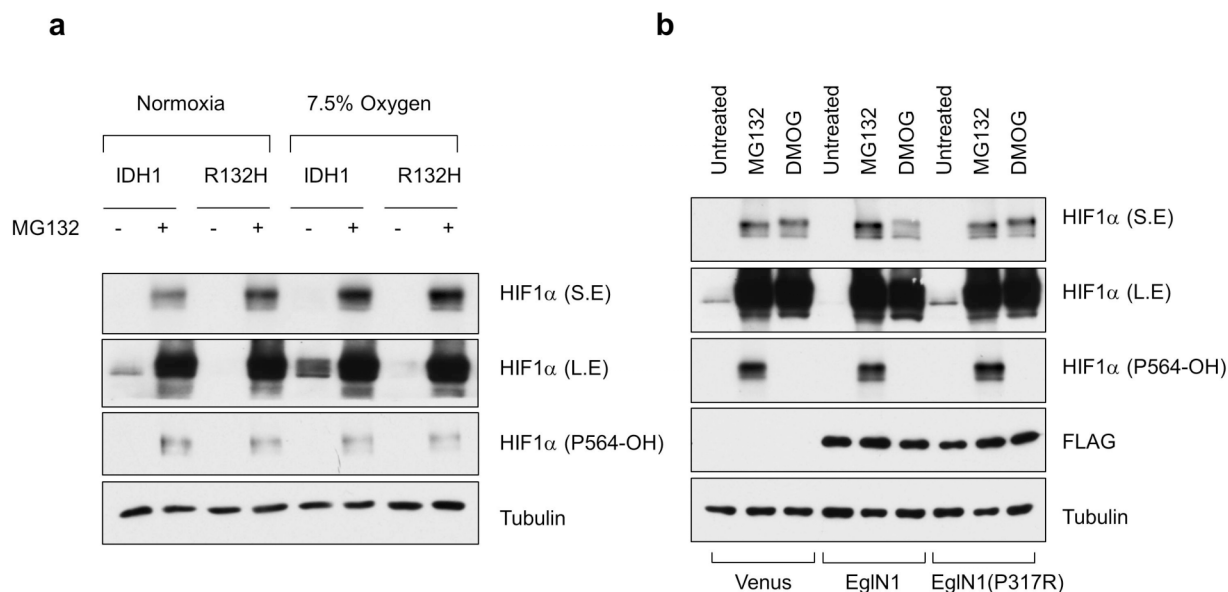 a
Normoxia 7.5% Oxygen
IDH1 R132H IDH1 R132H
MG132 - + - + - + - +
HIF1α (S.E)
HIF1α (L.E)
HIF1α (P564-OH)
Tubulin
b
Untreated MG132 DMOG Untreated MG132 DMOG Untreated MG132 DMOG
HIF1α (S.E)
HIF1α (L.E)
HIF1α (P564-OH)
FLAG
Tubulin
Venus EglN1 EglN1(P317R)